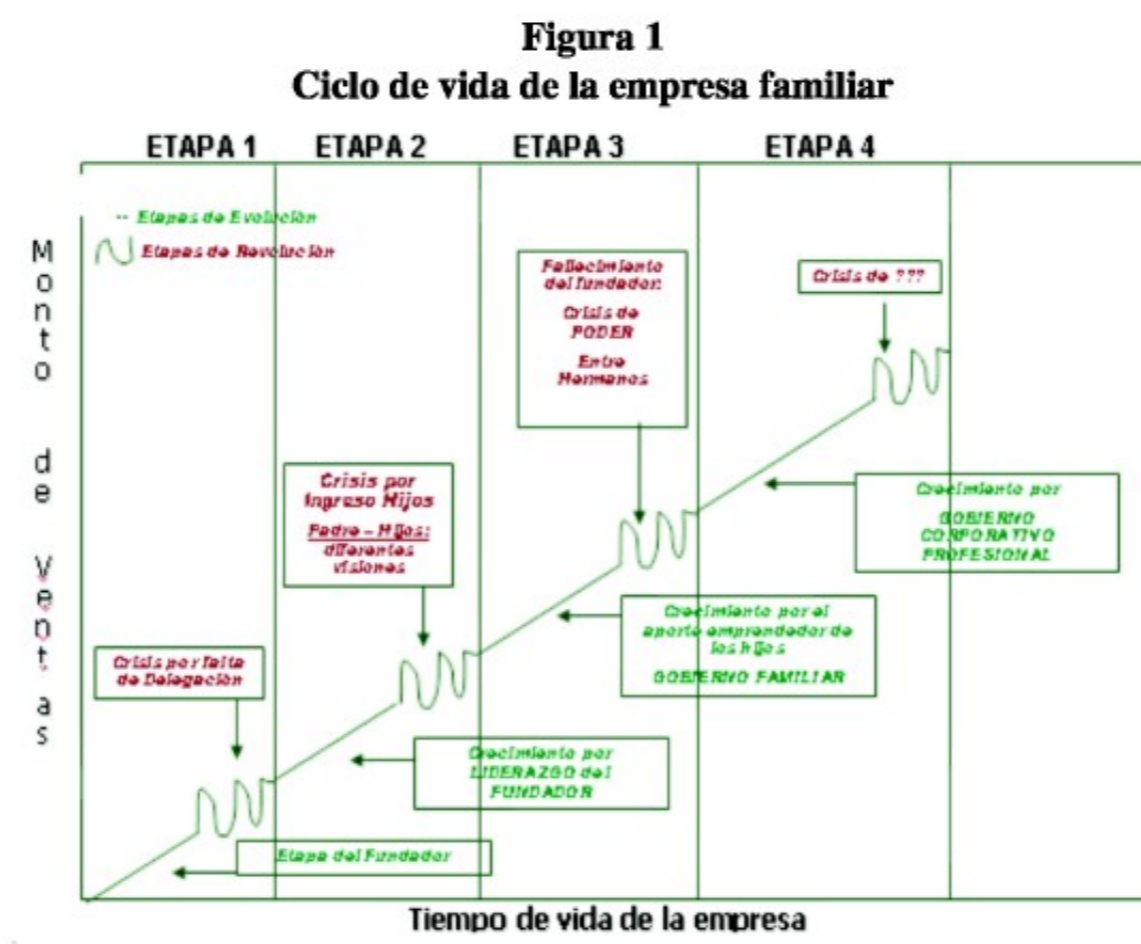 Figura 1
Ciclo de vida de la empresa familiar
ETAPA 1 ETAPA 2 ETAPA 3 ETAPA 4
-- Etapas de Evolución
Etapas de Revolución
Monto de Ventas
Fallecimiento
del fundador:
Crisis de
PODER
Entre
Hermanos
Crisis de ???
Crisis por
Ingreso Hijos
Padre – Hijos:
diferentes
visiones
Crecimiento por
GOBIERNO
CORPORATIVO
PROFESIONAL
Crisis por falta
de Delegación
Crecimiento por el
aporte emprendedor de
los hijos
GOBIERNO FAMILIAR
Crecimiento por
LIDERAZGO del
FUNDADOR
Etapa del Fundador
Tiempo de vida de la empresa